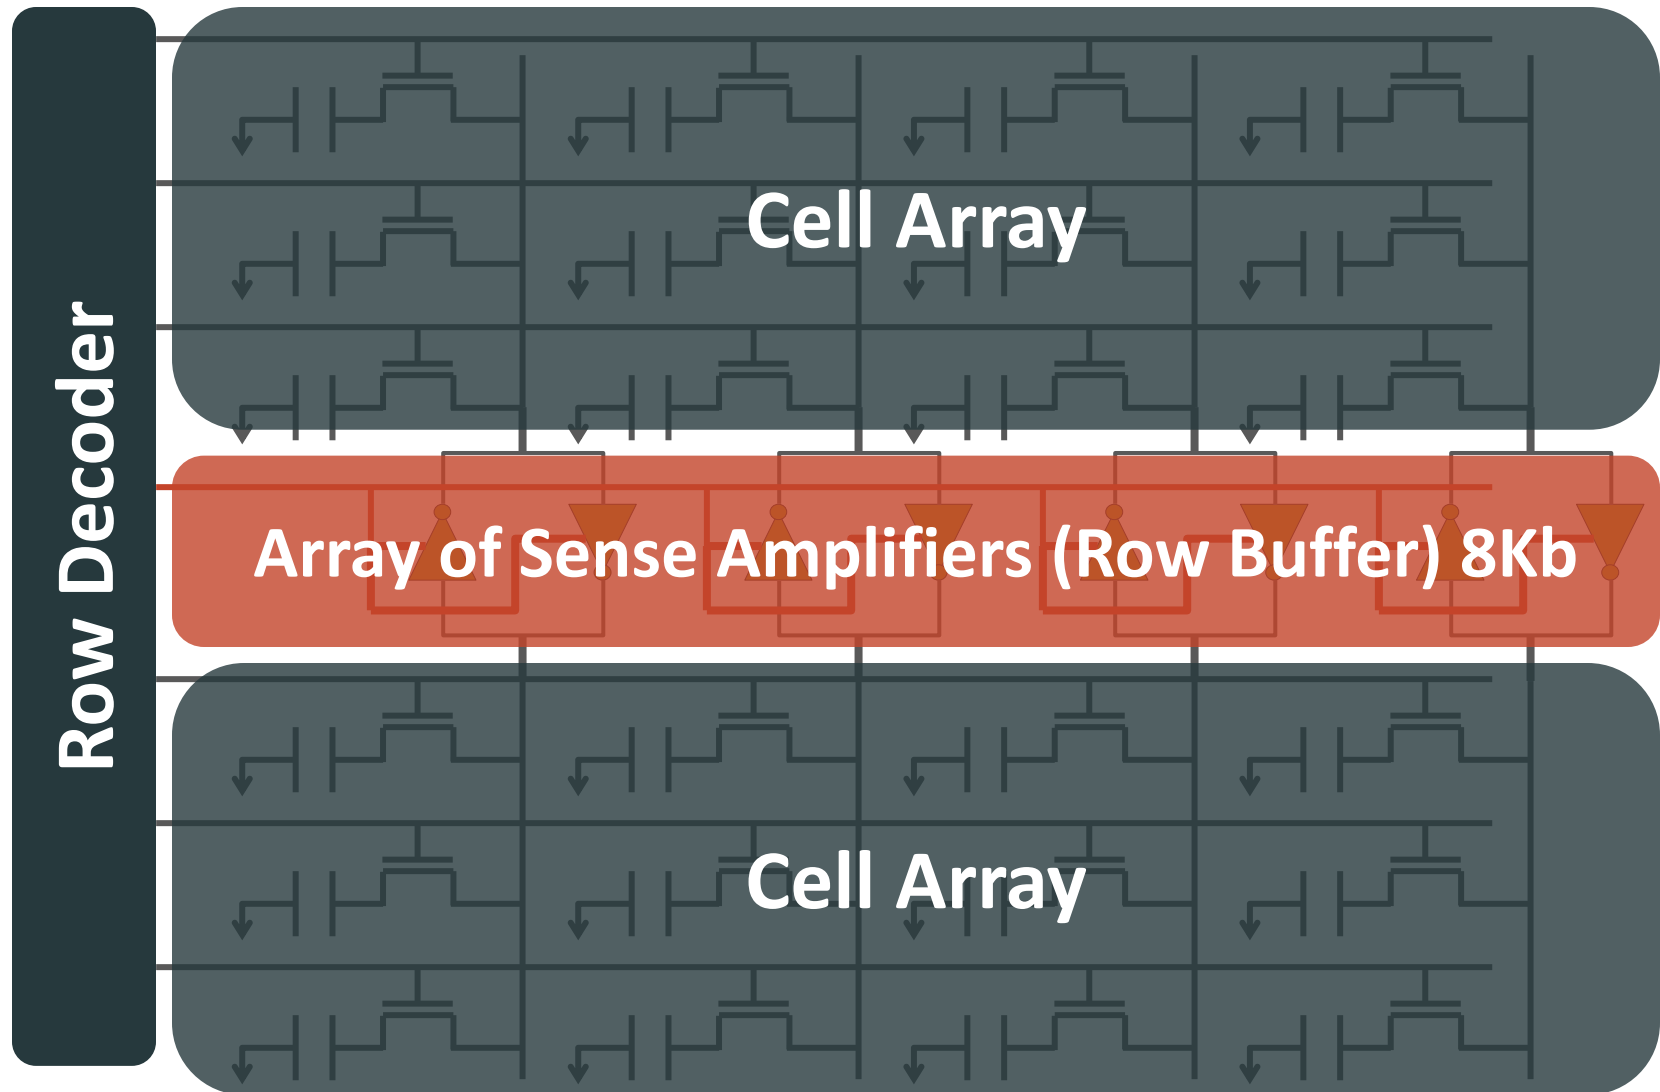 Row Decoder
Cell Array
Array of Sense Amplifiers (Row Buffer) 8Kb
Cell Array